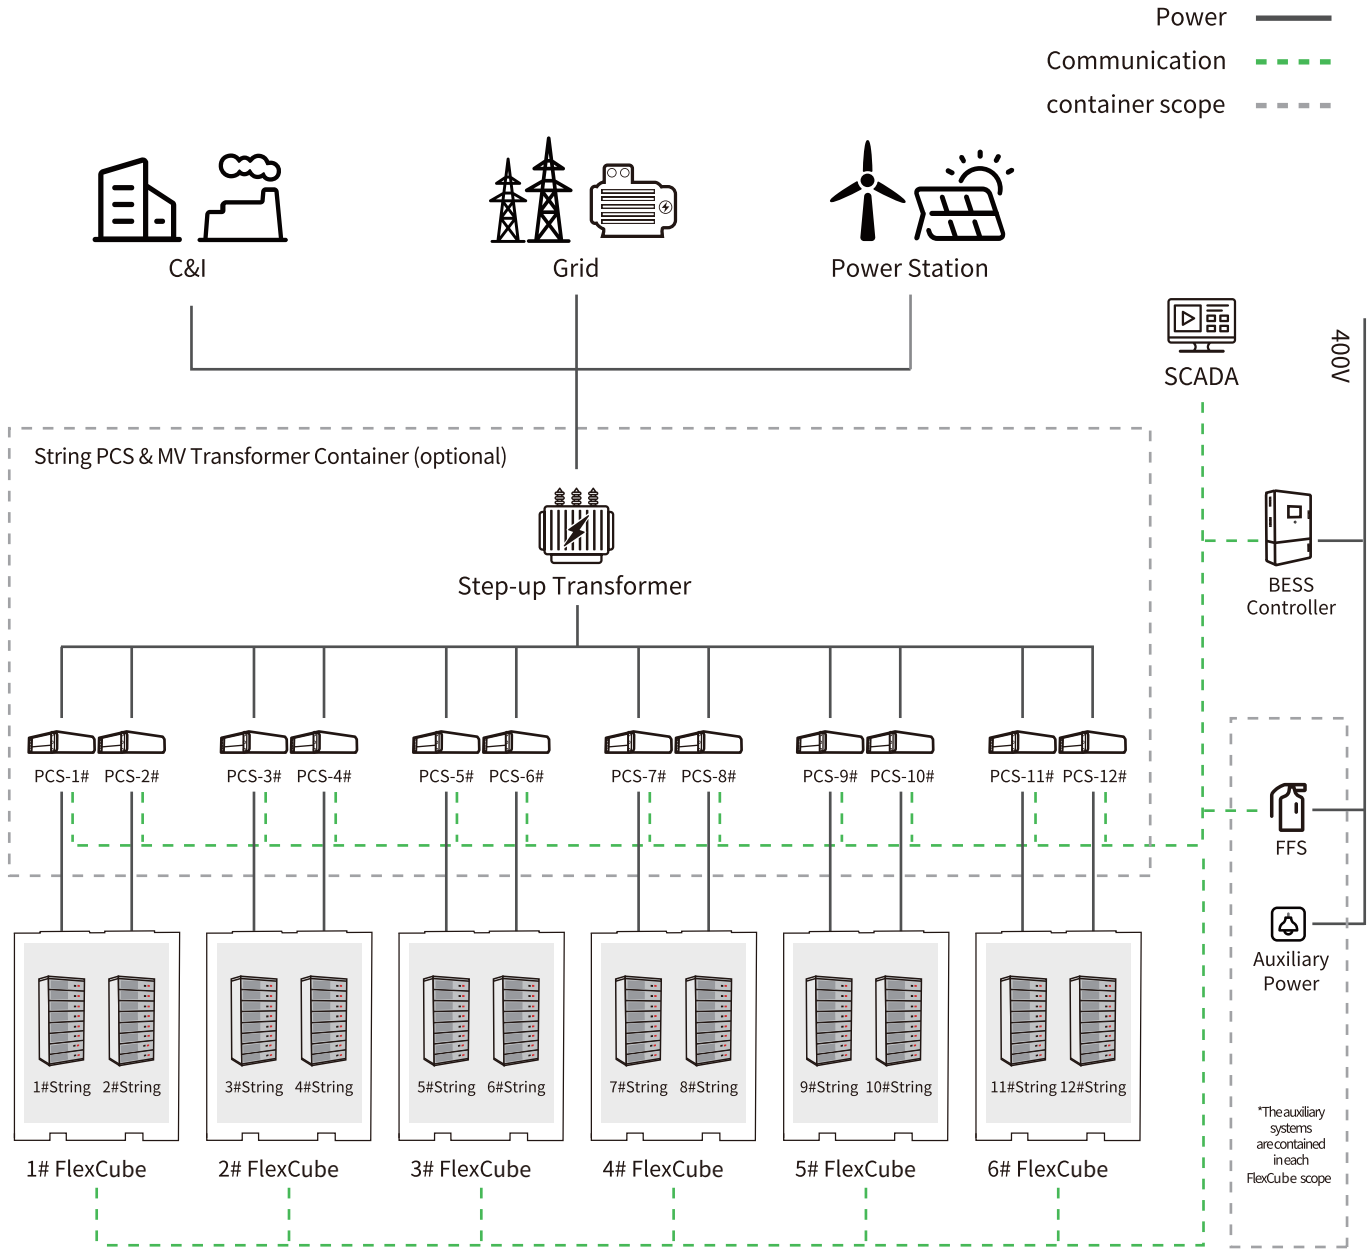 Power
Communication
container scope
C&I
Grid
Power Station
SCADA
400V
String PCS & MV Transformer Container (optional)
Step-up Transformer
BESS
Controller
PCS-1# PCS-2# PCS-3# PCS-4# PCS-5# PCS-6# PCS-7# PCS-8# PCS-9# PCS-10# PCS-11# PCS-12#
FFS
Auxiliary
Power
1#String 2#String 3#String 4#String 5#String 6#String 7#String 8#String 9#String 10#String 11#String 12#String
1# FlexCube 2# FlexCube 3# FlexCube 4# FlexCube 5# FlexCube 6# FlexCube
*The auxiliary
systems
are contained
in each
FlexCube scope